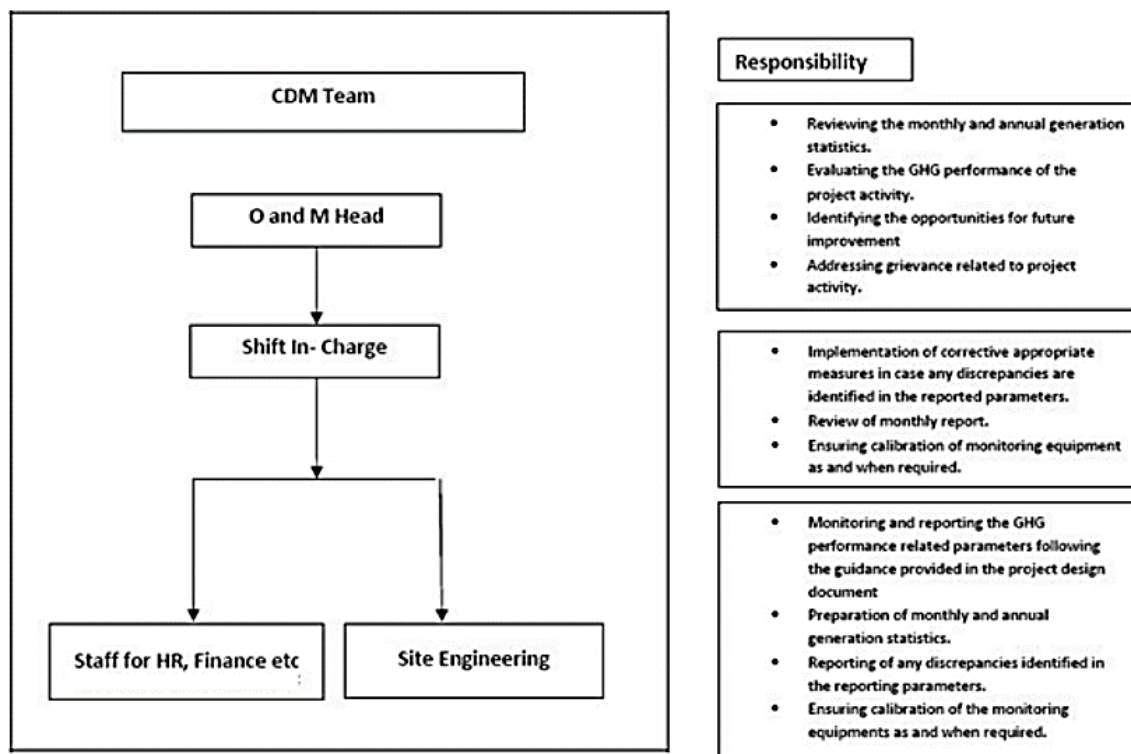 CDM Team
O and M Head
Shift In- Charge
Staff for HR, Finance etc
Site Engineering
Responsibility
• Reviewing the monthly and annual generation
statistics.
• Evaluating the GHG performance of the
project activity.
• Identifying the opportunities for future
improvement
• Addressing grievance related to project
activity.
• Implementation of corrective appropriate
measures in case any discrepancies are
identified in the reported parameters.
• Review of monthly report.
• Ensuring calibration of monitoring equipment
as and when required.
• Monitoring and reporting the GHG
performance related parameters following
the guidance provided in the project design
document
• Preparation of monthly and annual
generation statistics.
• Reporting of any discrepancies identified in
the reporting parameters.
• Ensuring calibration of the monitoring
equipments as and when required.